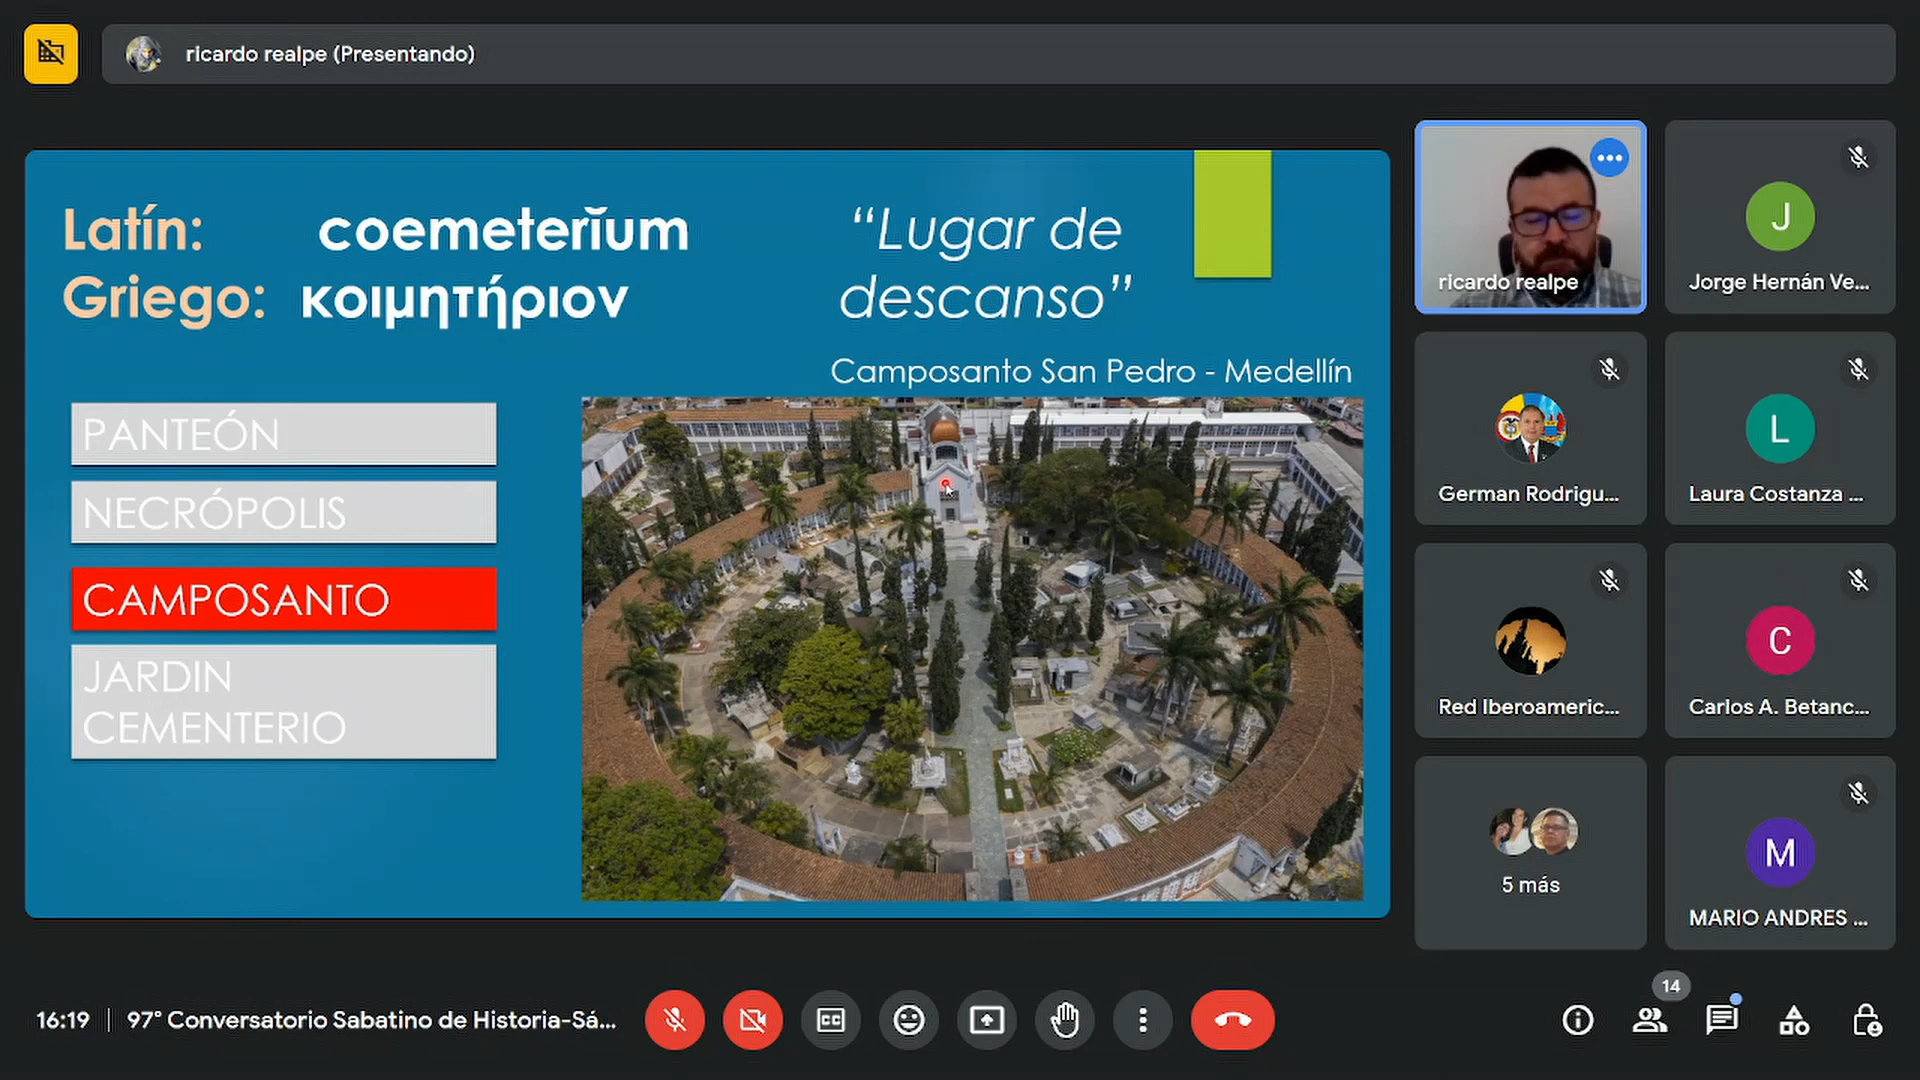 ricardo realpe (Presentando)
Latín: coemeterĭum
Griego: κοιμητήριον
“Lugar de
descanso”
Camposanto San Pedro - Medellín
PANTEÓN
NECRÓPOLIS
CAMPOSANTO
JARDIN
CEMENTERIO
ricardo realpe
J
Jorge Hernán Ve...
German Rodrigu...
L
Laura Costanza ...
Red Iberoameric...
C
Carlos A. Betanc...
5 más
M
MARIO ANDRES ...
16:19 | 97° Conversatorio Sabatino de Historia-Sá...
CC
14